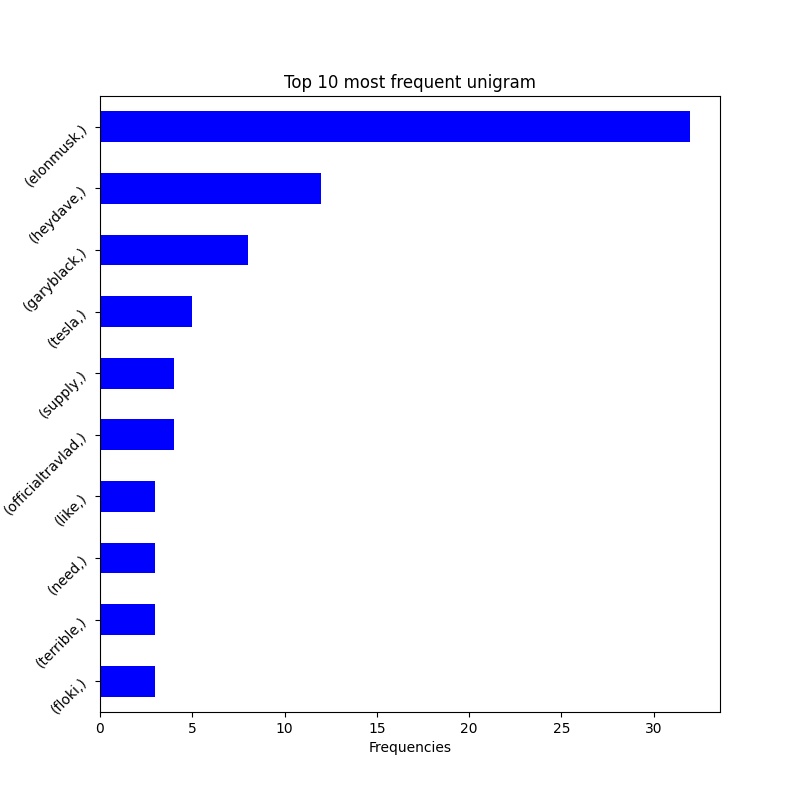 Top 10 most frequent unigram
(elonmusk,)
(heydave,)
(garyblack,)
(tesla,)
(supply,)
(officialtravlad,)
(like,)
(need,)
(terrible,)
(floki,)
0 5 10 15 20 25 30
Frequencies